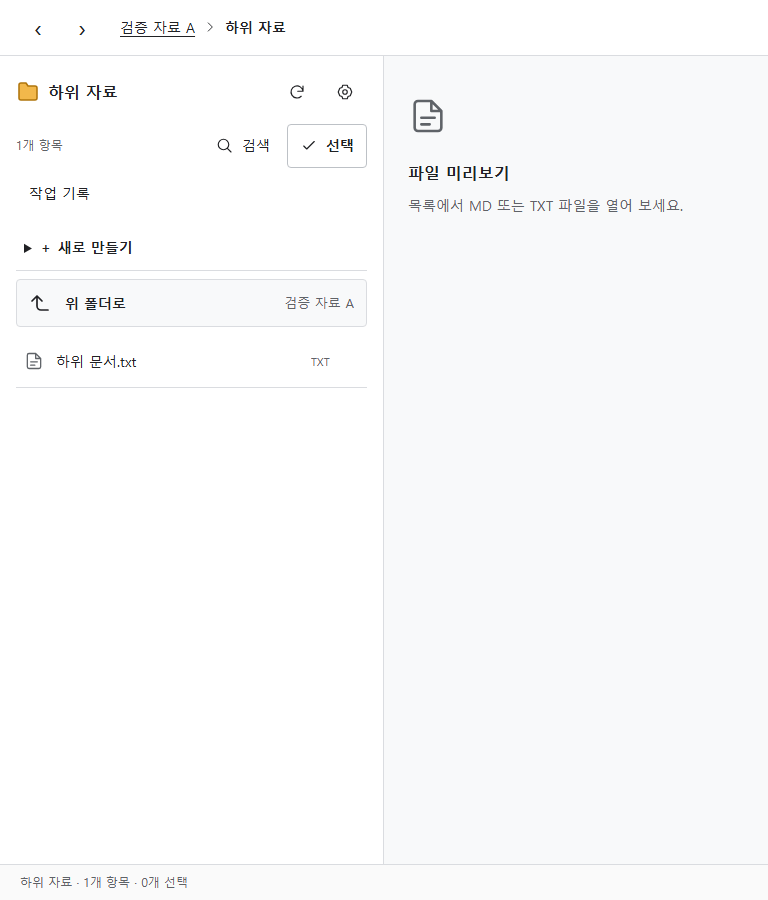 검증 자료 A > 하위 자료
하위 자료
1개 항목 검색 선택
작업 기록
+ 새로 만들기
위 폴더로 검증 자료 A
하위 문서.txt TXT
파일 미리보기
목록에서 MD 또는 TXT 파일을 열어 보세요.
하위 자료 · 1개 항목 · 0개 선택